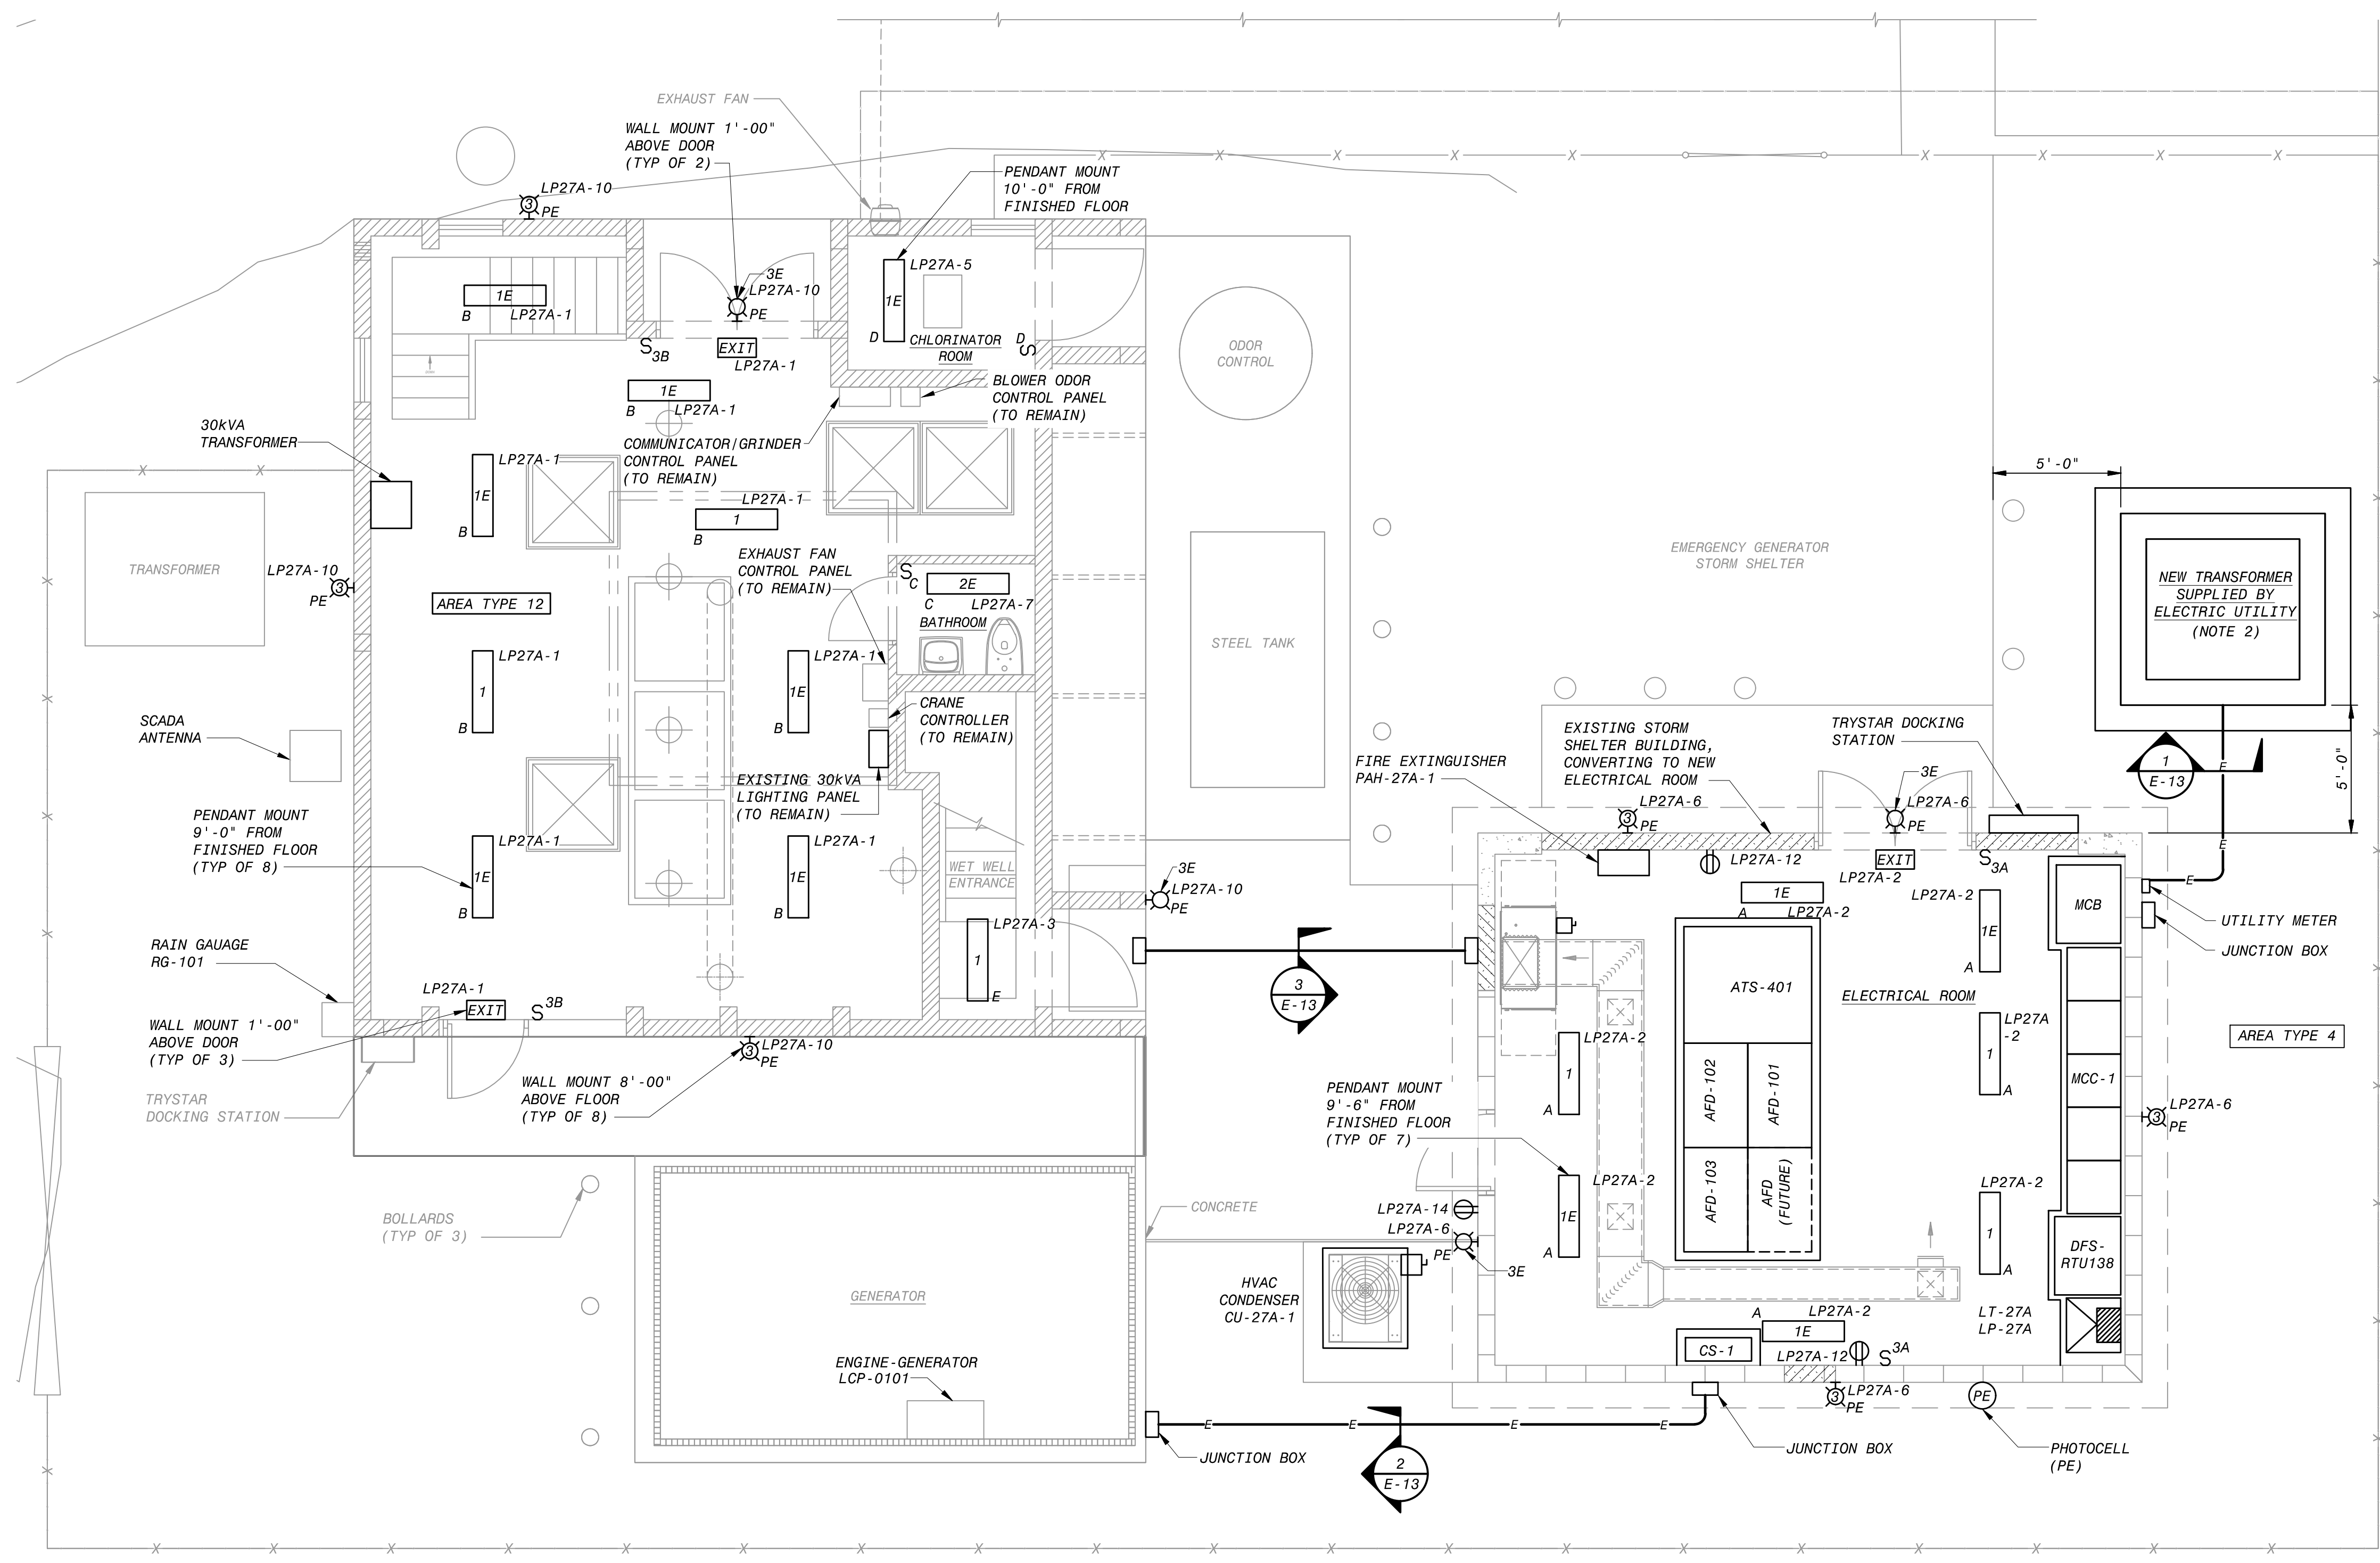 EXHAUST FAN
WALL MOUNT 1'-00"
ABOVE DOOR
(TYP OF 2)
PENDANT MOUNT
10'-0" FROM
FINISHED FLOOR
LP27A-10
3
PE
3E
LP27A-10
PE
LP27A-5
1E
D
CHLORINATOR
ROOM
D
S
1E
B
LP27A-1
S3B
EXIT
LP27A-1
1E
B
LP27A-1
BLOWER ODOR
CONTROL PANEL
(TO REMAIN)
COMMUNICATOR/GRINDER
CONTROL PANEL
(TO REMAIN)
ODOR
CONTROL
30kVA
TRANSFORMER
LP27A-1
1E
B
LP27A-1
1
B
5'-0"
TRANSFORMER
LP27A-10
3
PE
AREA TYPE 12
EXHAUST FAN
CONTROL PANEL
(TO REMAIN)
S
C
2E
C
LP27A-7
BATHROOM
STEEL TANK
EMERGENCY GENERATOR
STORM SHELTER
NEW TRANSFORMER
SUPPLIED BY
ELECTRIC UTILITY
(NOTE 2)
LP27A-1
1
B
LP27A-1
1E
B
CRANE
CONTROLLER
(TO REMAIN)
SCADA
ANTENNA
EXISTING 30kVA
LIGHTING PANEL
(TO REMAIN)
FIRE EXTINGUISHER
PAH-27A-1
EXISTING STORM
SHELTER BUILDING,
CONVERTING TO NEW
ELECTRICAL ROOM
TRYSTAR DOCKING
STATION
1
E-13
E
5'-0"
PENDANT MOUNT
9'-0" FROM
FINISHED FLOOR
(TYP OF 8)
LP27A-1
1E
B
LP27A-1
1E
B
WET WELL
ENTRANCE
3E
LP27A-10
PE
LP27A-6
3
PE
3E
LP27A-6
PE
LP27A-12
EXIT
LP27A-2
S3A
E
E
1E
A
LP27A-2
LP27A-2
1E
A
MCB
UTILITY METER
JUNCTION BOX
RAIN GAUAGE
RG-101
LP27A-3
1
E
LP27A-1
EXIT
S3B
WALL MOUNT 1'-00"
ABOVE DOOR
(TYP OF 3)
LP27A-10
3
PE
3
E-13
ATS-401
ELECTRICAL ROOM
LP27A
-2
1
A
AREA TYPE 4
TRYSTAR
DOCKING STATION
WALL MOUNT 8'-00"
ABOVE FLOOR
(TYP OF 8)
LP27A-2
1
A
AFD-102
AFD-101
MCC-1
LP27A-6
3
PE
PENDANT MOUNT
9'-6" FROM
FINISHED FLOOR
(TYP OF 7)
LP27A-2
1E
A
AFD-103
AFD
(FUTURE)
LP27A-2
1
A
BOLLARDS
(TYP OF 3)
CONCRETE
LP27A-14
LP27A-6
PE
3E
DFS-
RTU138
GENERATOR
HVAC
CONDENSER
CU-27A-1
A
LP27A-2
1E
LT-27A
LP-27A
ENGINE-GENERATOR
LCP-0101
CS-1
LP27A-12
S3A
LP27A-6
3
PE
PE
E
E
E
E
JUNCTION BOX
2
E-13
JUNCTION BOX
PHOTOCELL
(PE)